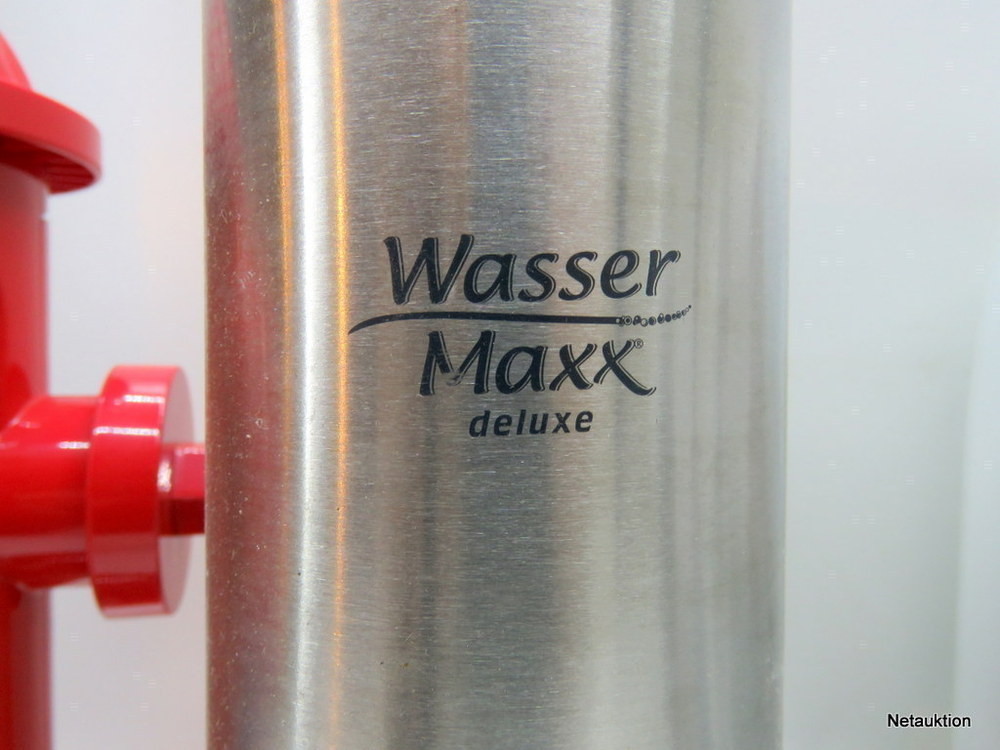 Wasser
Maxx®
deluxe
Netauktion